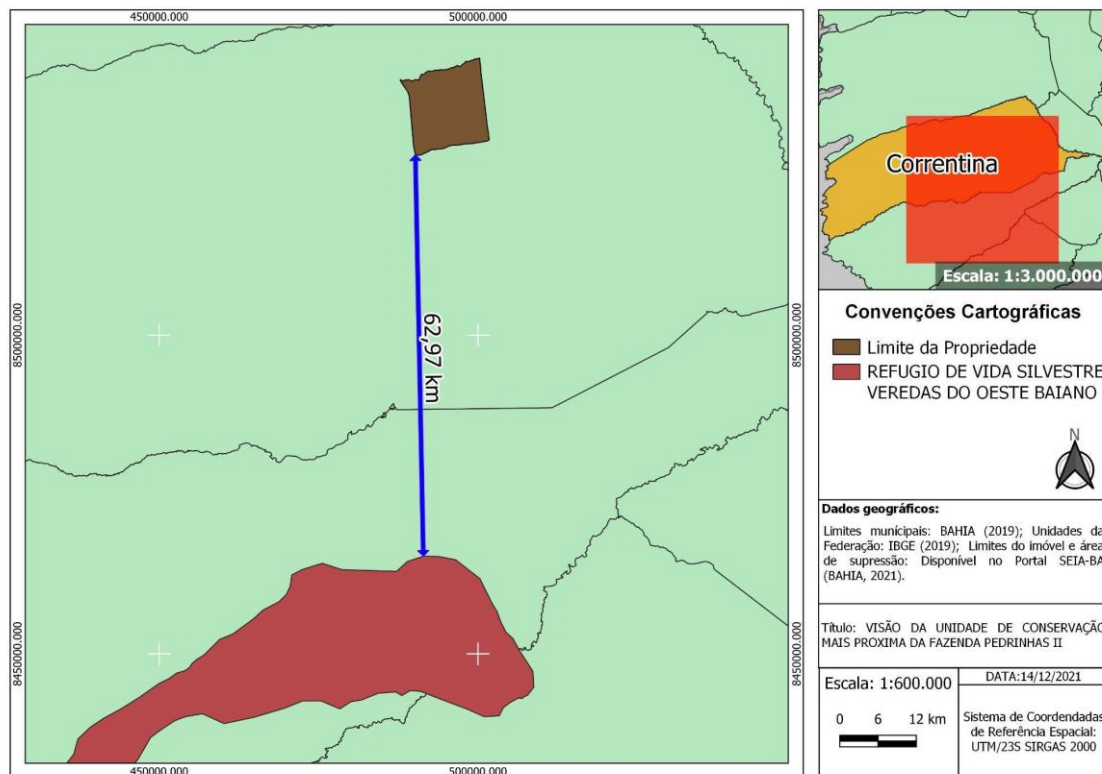 450000.000
500000.000
8500000.000
8450000.000
62,97 km
8500000.000
8450000.000
450000.000
500000.000
Correntina
Escala: 1:3.000.000
Convenções Cartográficas
Limite da Propriedade
REFUGIO DE VIDA SILVESTRE
VEREDAS DO OESTE BAIANO
N
Dados geográficos:
Limites munícipais: BAHIA (2019); Unidades da
Federação: IBGE (2019); Limites do imóvel e área
de supressão: Disponível no Portal SEIA-BA
(BAHIA, 2021).
Título: VISÃO DA UNIDADE DE CONSERVAÇÃO
MAIS PROXIMA DA FAZENDA PEDRINHAS II
Escala: 1:600.000
0 6 12 km
DATA:14/12/2021
Sistema de Coordendadas
de Referência Espacial:
UTM/23S SIRGAS 2000